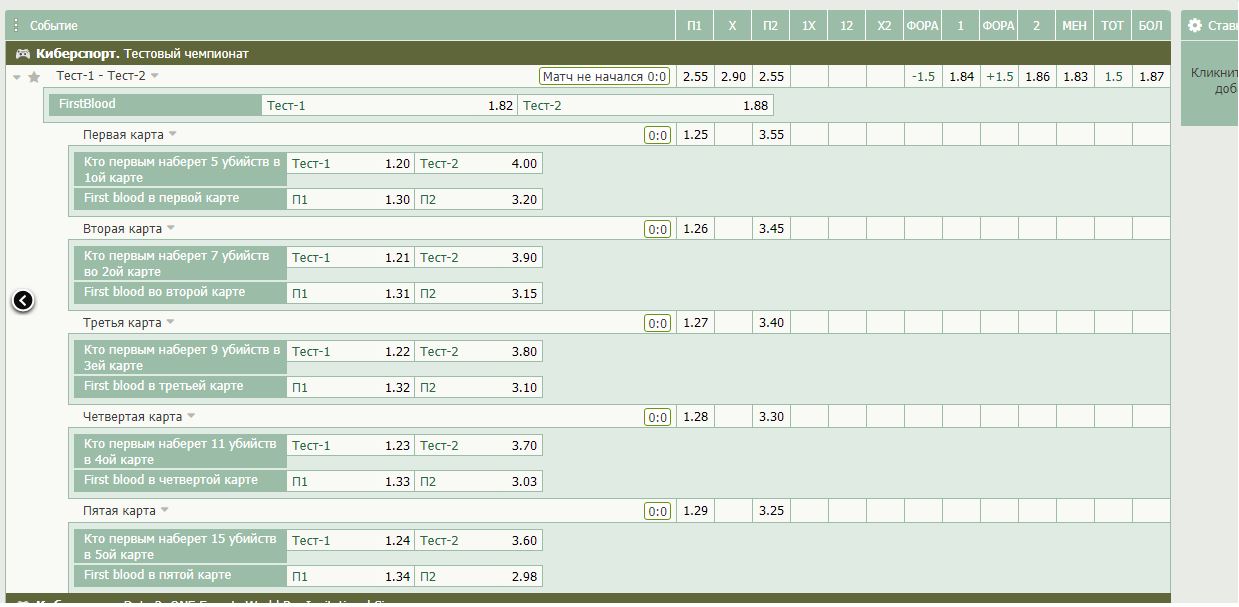 Событие П1 X П2 1X 12 X2 ФОРА 1 ФОРА 2 МЕН ТОТ БОЛ
Киберспорт. Тестовый чемпионат
Тест-1 - Тест-2 Матч не начался 0:0 2.55 2.90 2.55 -1.5 1.84 +1.5 1.86 1.83 1.5 1.87
FirstBlood Тест-1 1.82 Тест-2 1.88
Первая карта 0:0 1.25 3.55
Кто первым наберет 5 убийств в Тест-1 1.20 Тест-2 4.00
1ой карте
First blood в первой карте П1 1.30 П2 3.20
Вторая карта 0:0 1.26 3.45
Кто первым наберет 7 убийств Тест-1 1.21 Тест-2 3.90
во 2ой карте
First blood во второй карте П1 1.31 П2 3.15
Третья карта 0:0 1.27 3.40
Кто первым наберет 9 убийств в Тест-1 1.22 Тест-2 3.80
3ей карте
First blood в третьей карте П1 1.32 П2 3.10
Четвертая карта 0:0 1.28 3.30
Кто первым наберет 11 убийств Тест-1 1.23 Тест-2 3.70
в 4ой карте
First blood в четвертой карте П1 1.33 П2 3.03
Пятая карта 0:0 1.29 3.25
Кто первым наберет 15 убийств Тест-1 1.24 Тест-2 3.60
в 5ой карте
First blood в пятой карте П1 1.34 П2 2.98